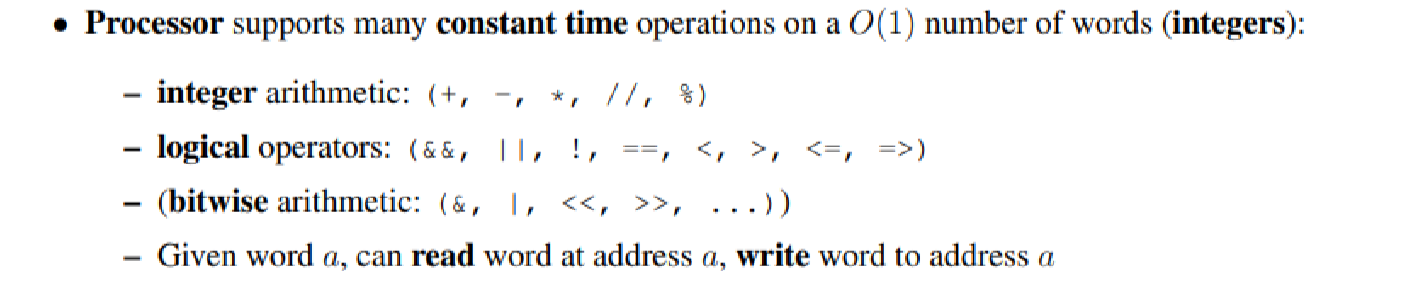 • Processor supports many constant time operations on a O(1) number of words (integers):
– integer arithmetic: (+, -, *, //, %)
– logical operators: (&&, ||, !, ==, <, >, <=, =>)
– (bitwise arithmetic: (&, |, <<, >>, ...))
– Given word a, can read word at address a, write word to address a